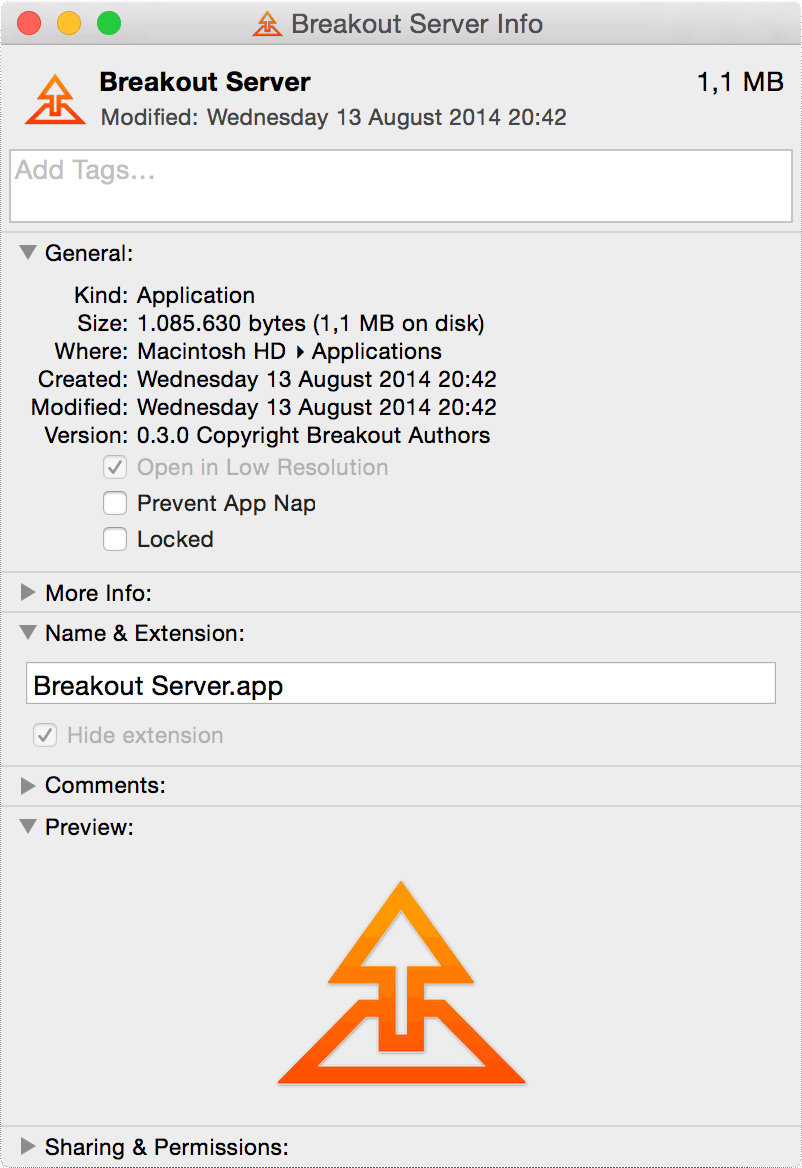 Breakout Server Info
Breakout Server 1,1 MB
Modified: Wednesday 13 August 2014 20:42
Add Tags...
General:
Kind: Application
Size: 1.085.630 bytes (1,1 MB on disk)
Where: Macintosh HD ▸ Applications
Created: Wednesday 13 August 2014 20:42
Modified: Wednesday 13 August 2014 20:42
Version: 0.3.0 Copyright Breakout Authors
Open in Low Resolution
Prevent App Nap
Locked
More Info:
Name & Extension:
Breakout Server.app
Hide extension
Comments:
Preview:
Sharing & Permissions: